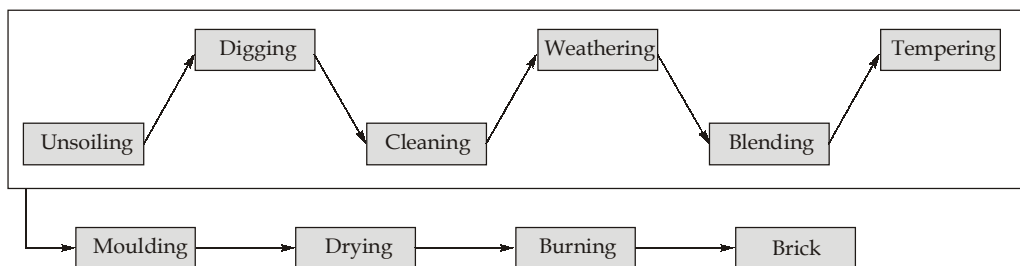 Unsoiling
Digging
Cleaning
Weathering
Blending
Tempering
Moulding
Drying
Burning
Brick